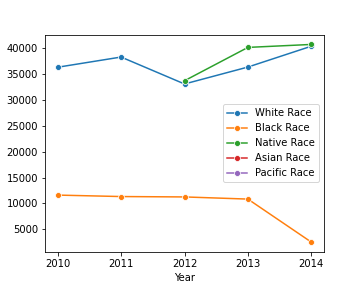 40000
35000
30000
25000
20000
15000
10000
5000
White Race
Black Race
Native Race
Asian Race
Pacific Race
2010 2011 2012 2013 2014
Year